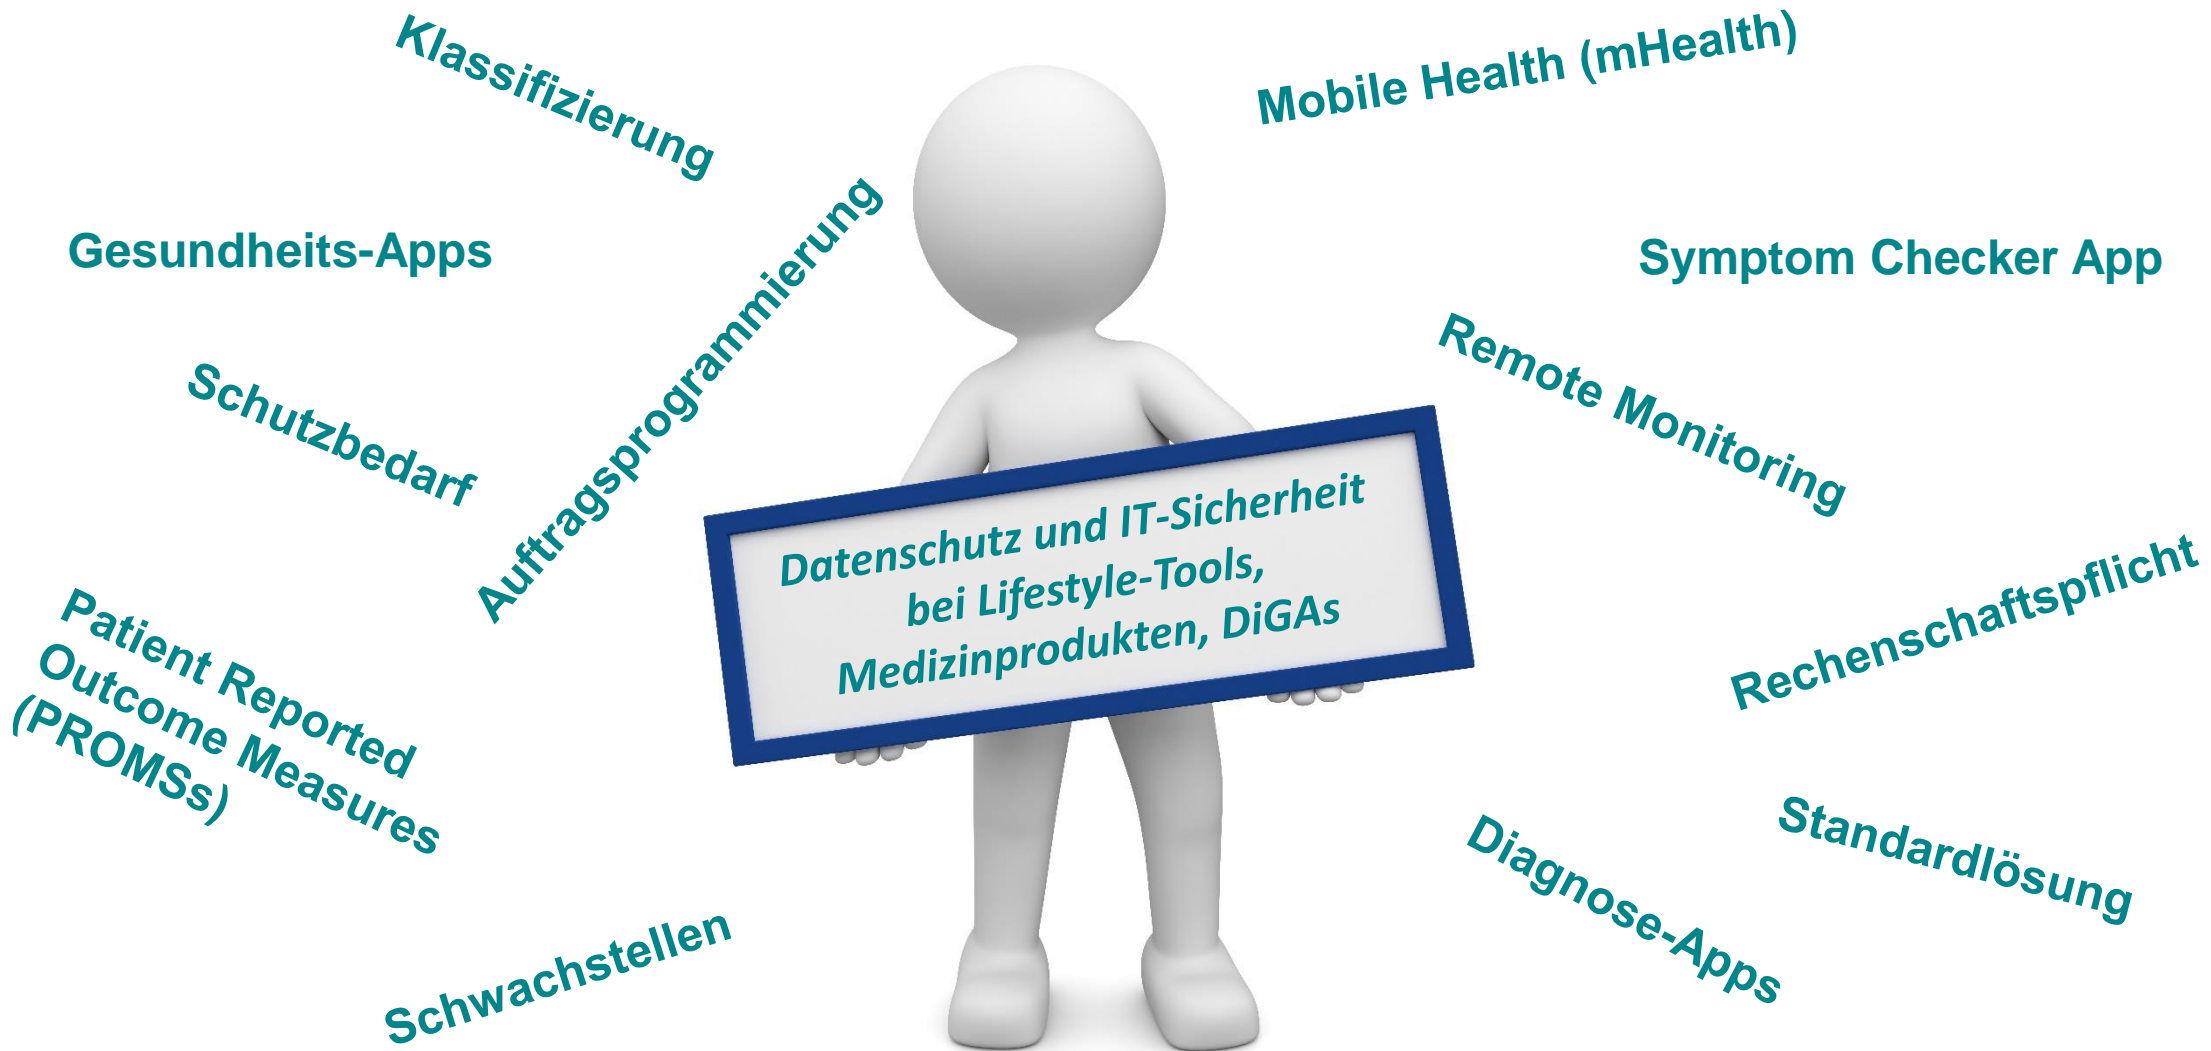 Klassifizierung
Mobile Health (mHealth)
Gesundheits-Apps
Auftragsprogrammierung
Symptom Checker App
Schutzbedarf
Remote Monitoring
Datenschutz und IT-Sicherheit
bei Lifestyle-Tools,
Medizinprodukten, DiGAs
Patient Reported
Outcome Measures
(PROMSs)
Rechenschaftspflicht
Standardlösung
Diagnose-Apps
Schwachstellen